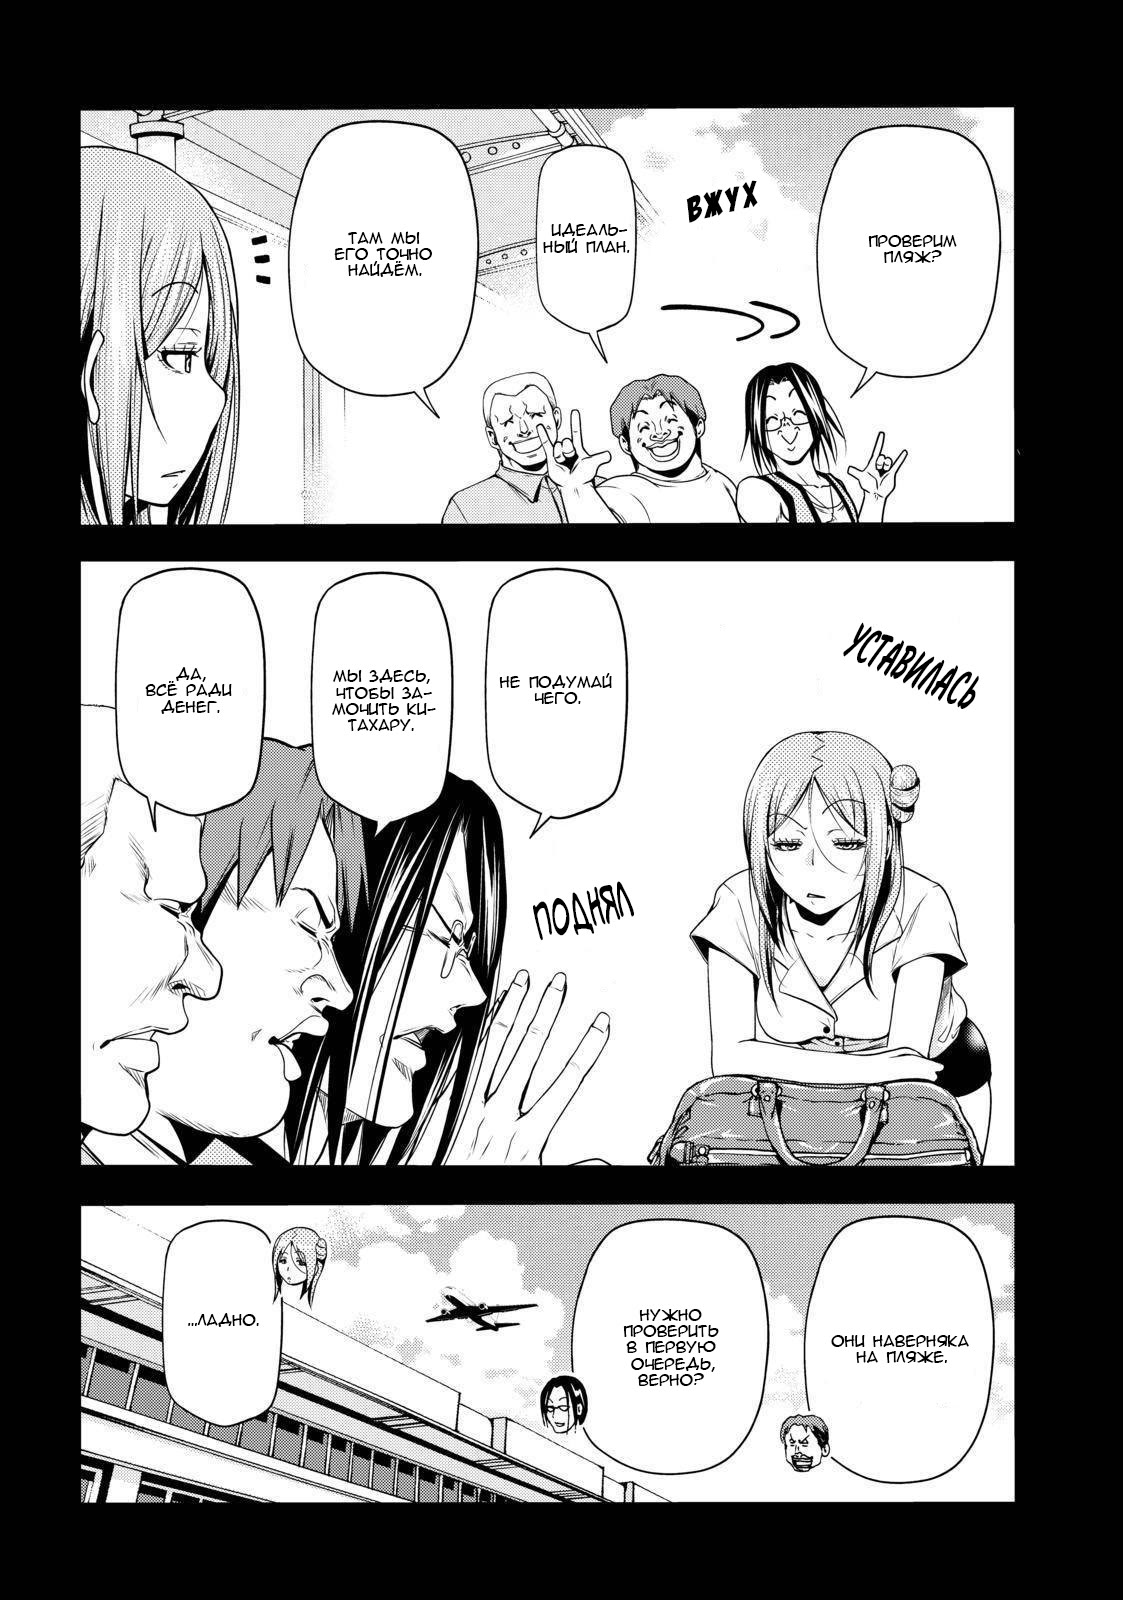 ПРОВЕРИМ
ПЛЯЖ?
ВЖУХ
ИДЕАЛЬ-
НЫЙ ПЛАН.
ТАМ МЫ
ЕГО ТОЧНО
НАЙДЁМ.
УСТАВИЛАСЬ
НЕ ПОДУМАЙ
ЧЕГО.
ПОДНЯЛ
МЫ ЗДЕСЬ,
ЧТОБЫ ЗА-
МОЧИТЬ КИ-
ТАХАРУ.
ДА,
ВСЁ РАДИ
ДЕНЕГ.
ОНИ НАВЕРНЯКА
НА ПЛЯЖЕ.
НУЖНО
ПРОВЕРИТЬ
В ПЕРВУЮ
ОЧЕРЕДЬ,
ВЕРНО?
...ЛАДНО.